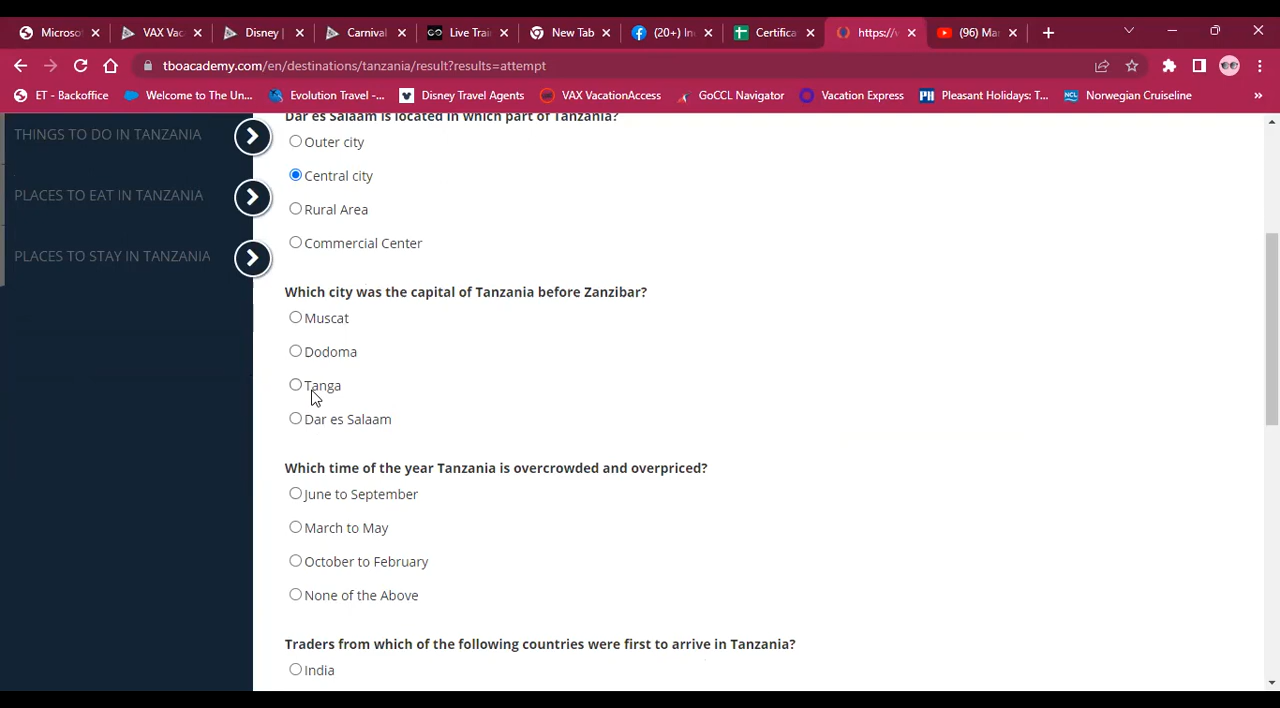 Microso
VAX Vac
Disney |
Carnival
Live Trai
New Tab
(20+) In
Certifica
https://v
(96) Ma
tboacademy.com/en/destinations/tanzania/result?results=attempt
ET - Backoffice
Welcome to The Un...
Evolution Travel -...
Disney Travel Agents
VAX VacationAccess
GoCCL Navigator
Vacation Express
Pleasant Holidays: T...
Norwegian Cruiseline
»
THINGS TO DO IN TANZANIA
PLACES TO EAT IN TANZANIA
PLACES TO STAY IN TANZANIA
Dar es Salaam is located in which part of Tanzania?
Outer city
Central city
Rural Area
Commercial Center
Which city was the capital of Tanzania before Zanzibar?
Muscat
Dodoma
Tanga
Dar es Salaam
Which time of the year Tanzania is overcrowded and overpriced?
June to September
March to May
October to February
None of the Above
Traders from which of the following countries were first to arrive in Tanzania?
India